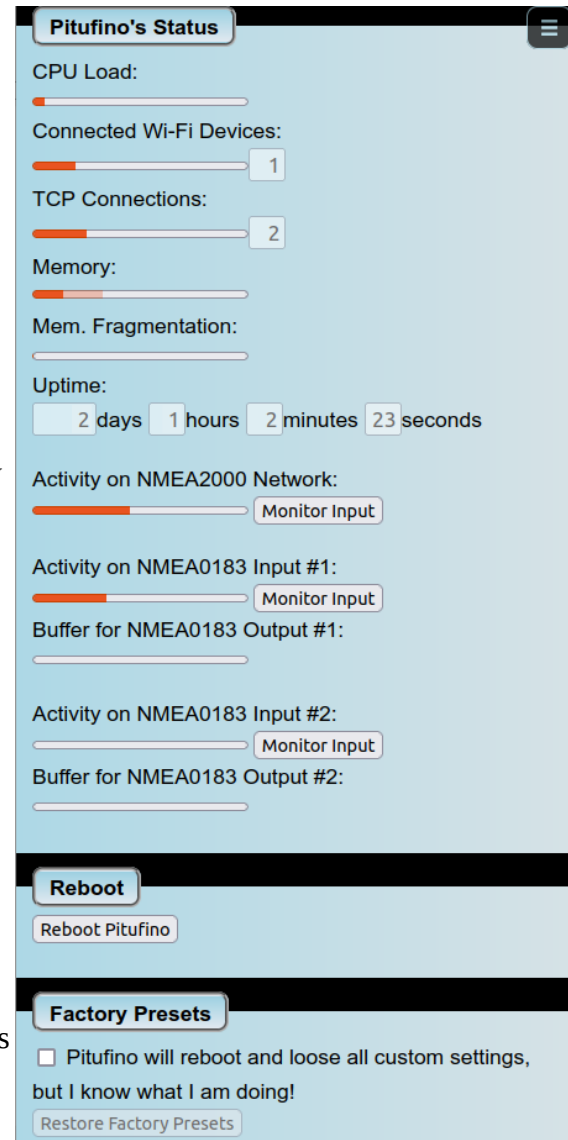 Pitufino's Status
☰
CPU Load:
Connected Wi-Fi Devices:
1
TCP Connections:
2
Memory:
Mem. Fragmentation:
Uptime:
2 days 1 hours 2 minutes 23 seconds
Activity on NMEA2000 Network:
Monitor Input
Activity on NMEA0183 Input #1:
Monitor Input
Buffer for NMEA0183 Output #1:
Activity on NMEA0183 Input #2:
Monitor Input
Buffer for NMEA0183 Output #2:
Reboot
Reboot Pitufino
Factory Presets
s
Pitufino will reboot and loose all custom settings,
but I know what I am doing!
Restore Factory Presets